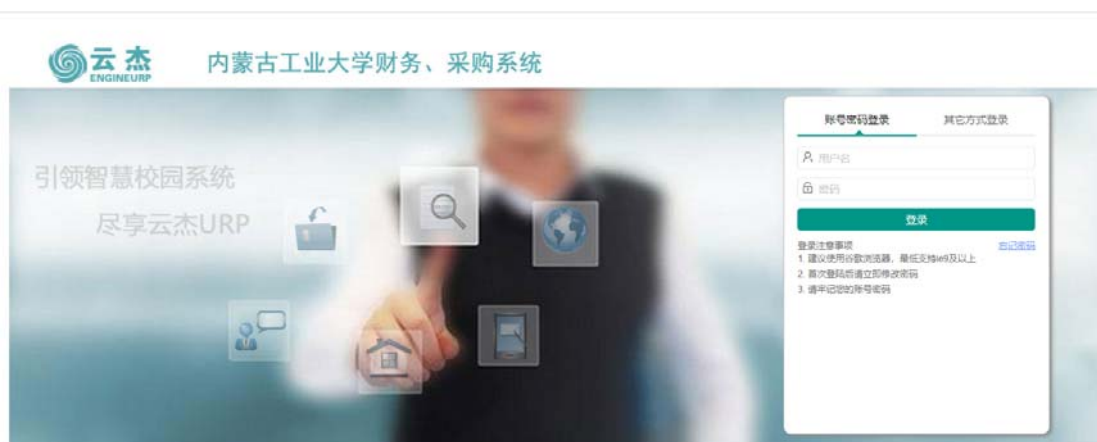 云杰
ENGINEURP
内蒙古工业大学财务、采购系统
引领智慧校园系统
尽享云杰URP
账号密码登录
其它方式登录
用户名
密码
登录
登录注意事项
忘记密码
1. 建议使用谷歌浏览器，最低支持ie9及以上
2. 首次登陆后请立即修改密码
3. 请牢记您的账号密码